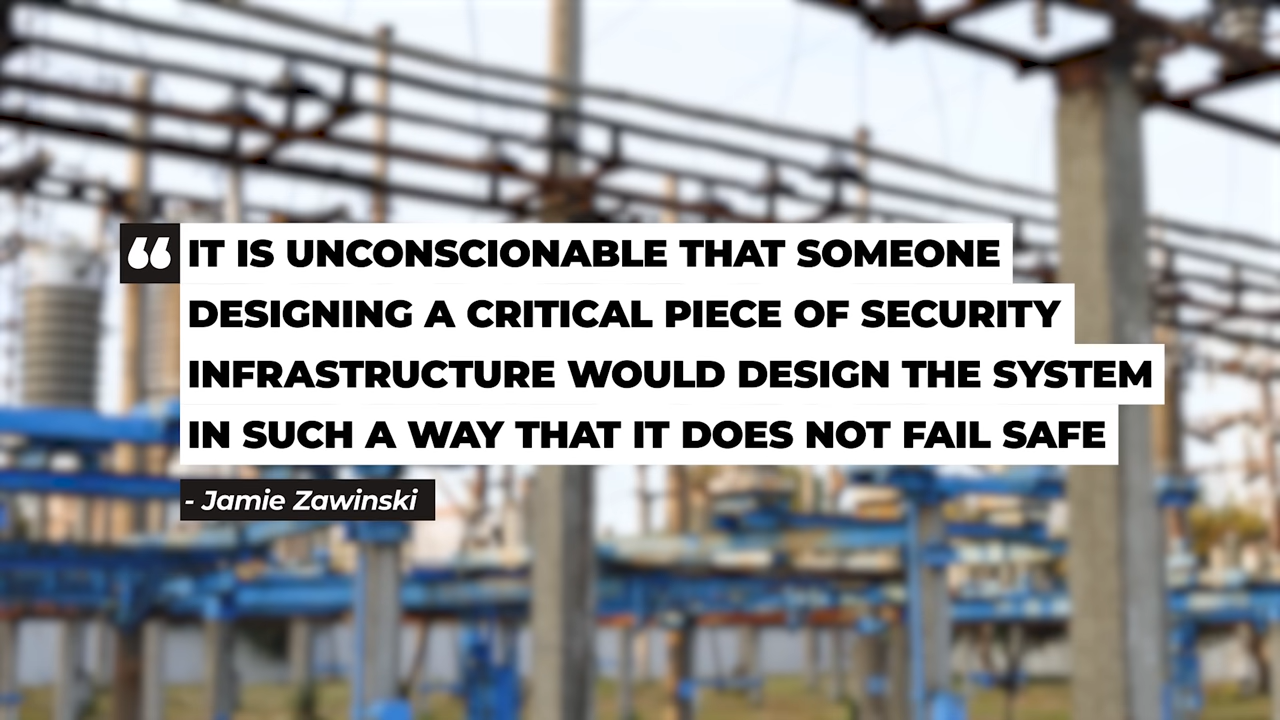 “ IT IS UNCONSCIONABLE THAT SOMEONE
DESIGNING A CRITICAL PIECE OF SECURITY
INFRASTRUCTURE WOULD DESIGN THE SYSTEM
IN SUCH A WAY THAT IT DOES NOT FAIL SAFE
- Jamie Zawinski